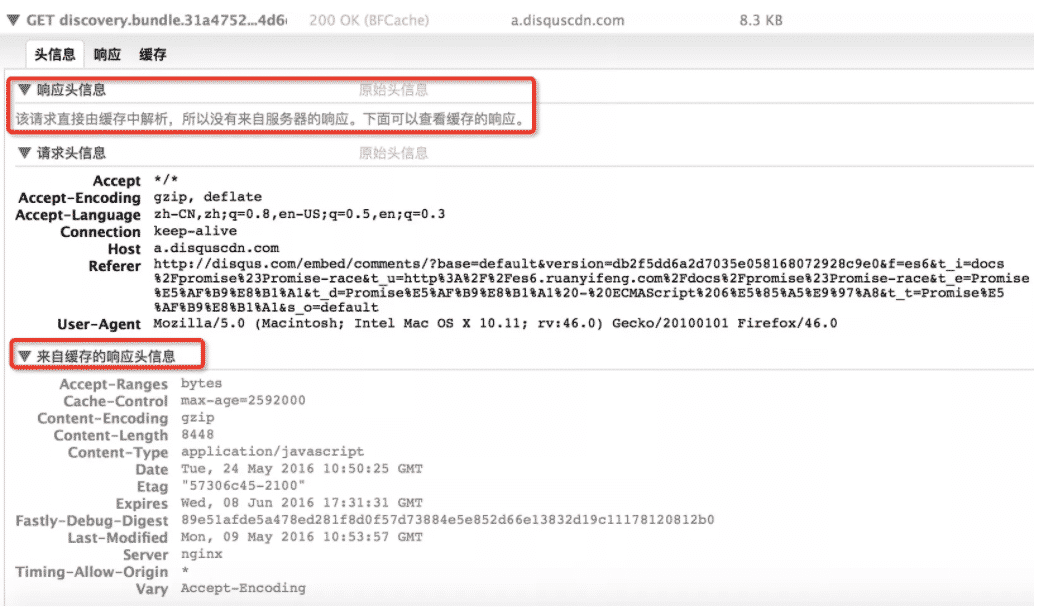 GET discovery.bundle.31a4752...4d6 200 OK (BFCache) a.disquscdn.com 8.3 KB
头信息 响应 缓存
响应头信息 原始头信息
该请求直接由缓存中解析，所以没有来自服务器的响应。下面可以查看缓存的响应。
请求头信息 原始头信息
Accept */*
Accept-Encoding gzip, deflate
Accept-Language zh-CN,zh;q=0.8,en-US;q=0.5,en;q=0.3
Connection keep-alive
Host a.disquscdn.com
Referer http://disqus.com/embed/comments/?base=default&version=db2f5dd6a2d7035e058168072928c9e0&f=es6&t_i=docs
%2Fpromise%23Promise-race&t_u=http%3A%2F%2Fes6.ruanyifeng.com%2Fdocs%2Fpromise%23Promise-race&t_e=Promise
%E5%AF%B9%E8%B1%A1&t_d=Promise%E5%AF%B9%E8%B1%A1%20-%20ECMAScript%206%E5%85%A5%E9%97%A8&t_t=Promise%E5
%AF%B9%E8%B1%A1&s_o=default
User-Agent Mozilla/5.0 (Macintosh; Intel Mac OS X 10.11; rv:46.0) Gecko/20100101 Firefox/46.0
来自缓存的响应头信息
Accept-Ranges bytes
Cache-Control max-age=2592000
Content-Encoding gzip
Content-Length 8448
Content-Type application/javascript
Date Tue, 24 May 2016 10:50:25 GMT
Etag "57306c45-2100"
Expires Wed, 08 Jun 2016 17:31:31 GMT
Fastly-Debug-Digest 89e51afde5a478ed281f8d0f57d73884e5e852d66e13832d19c11178120812b0
Last-Modified Mon, 09 May 2016 10:53:57 GMT
Server nginx
Timing-Allow-Origin *
Vary Accept-Encoding